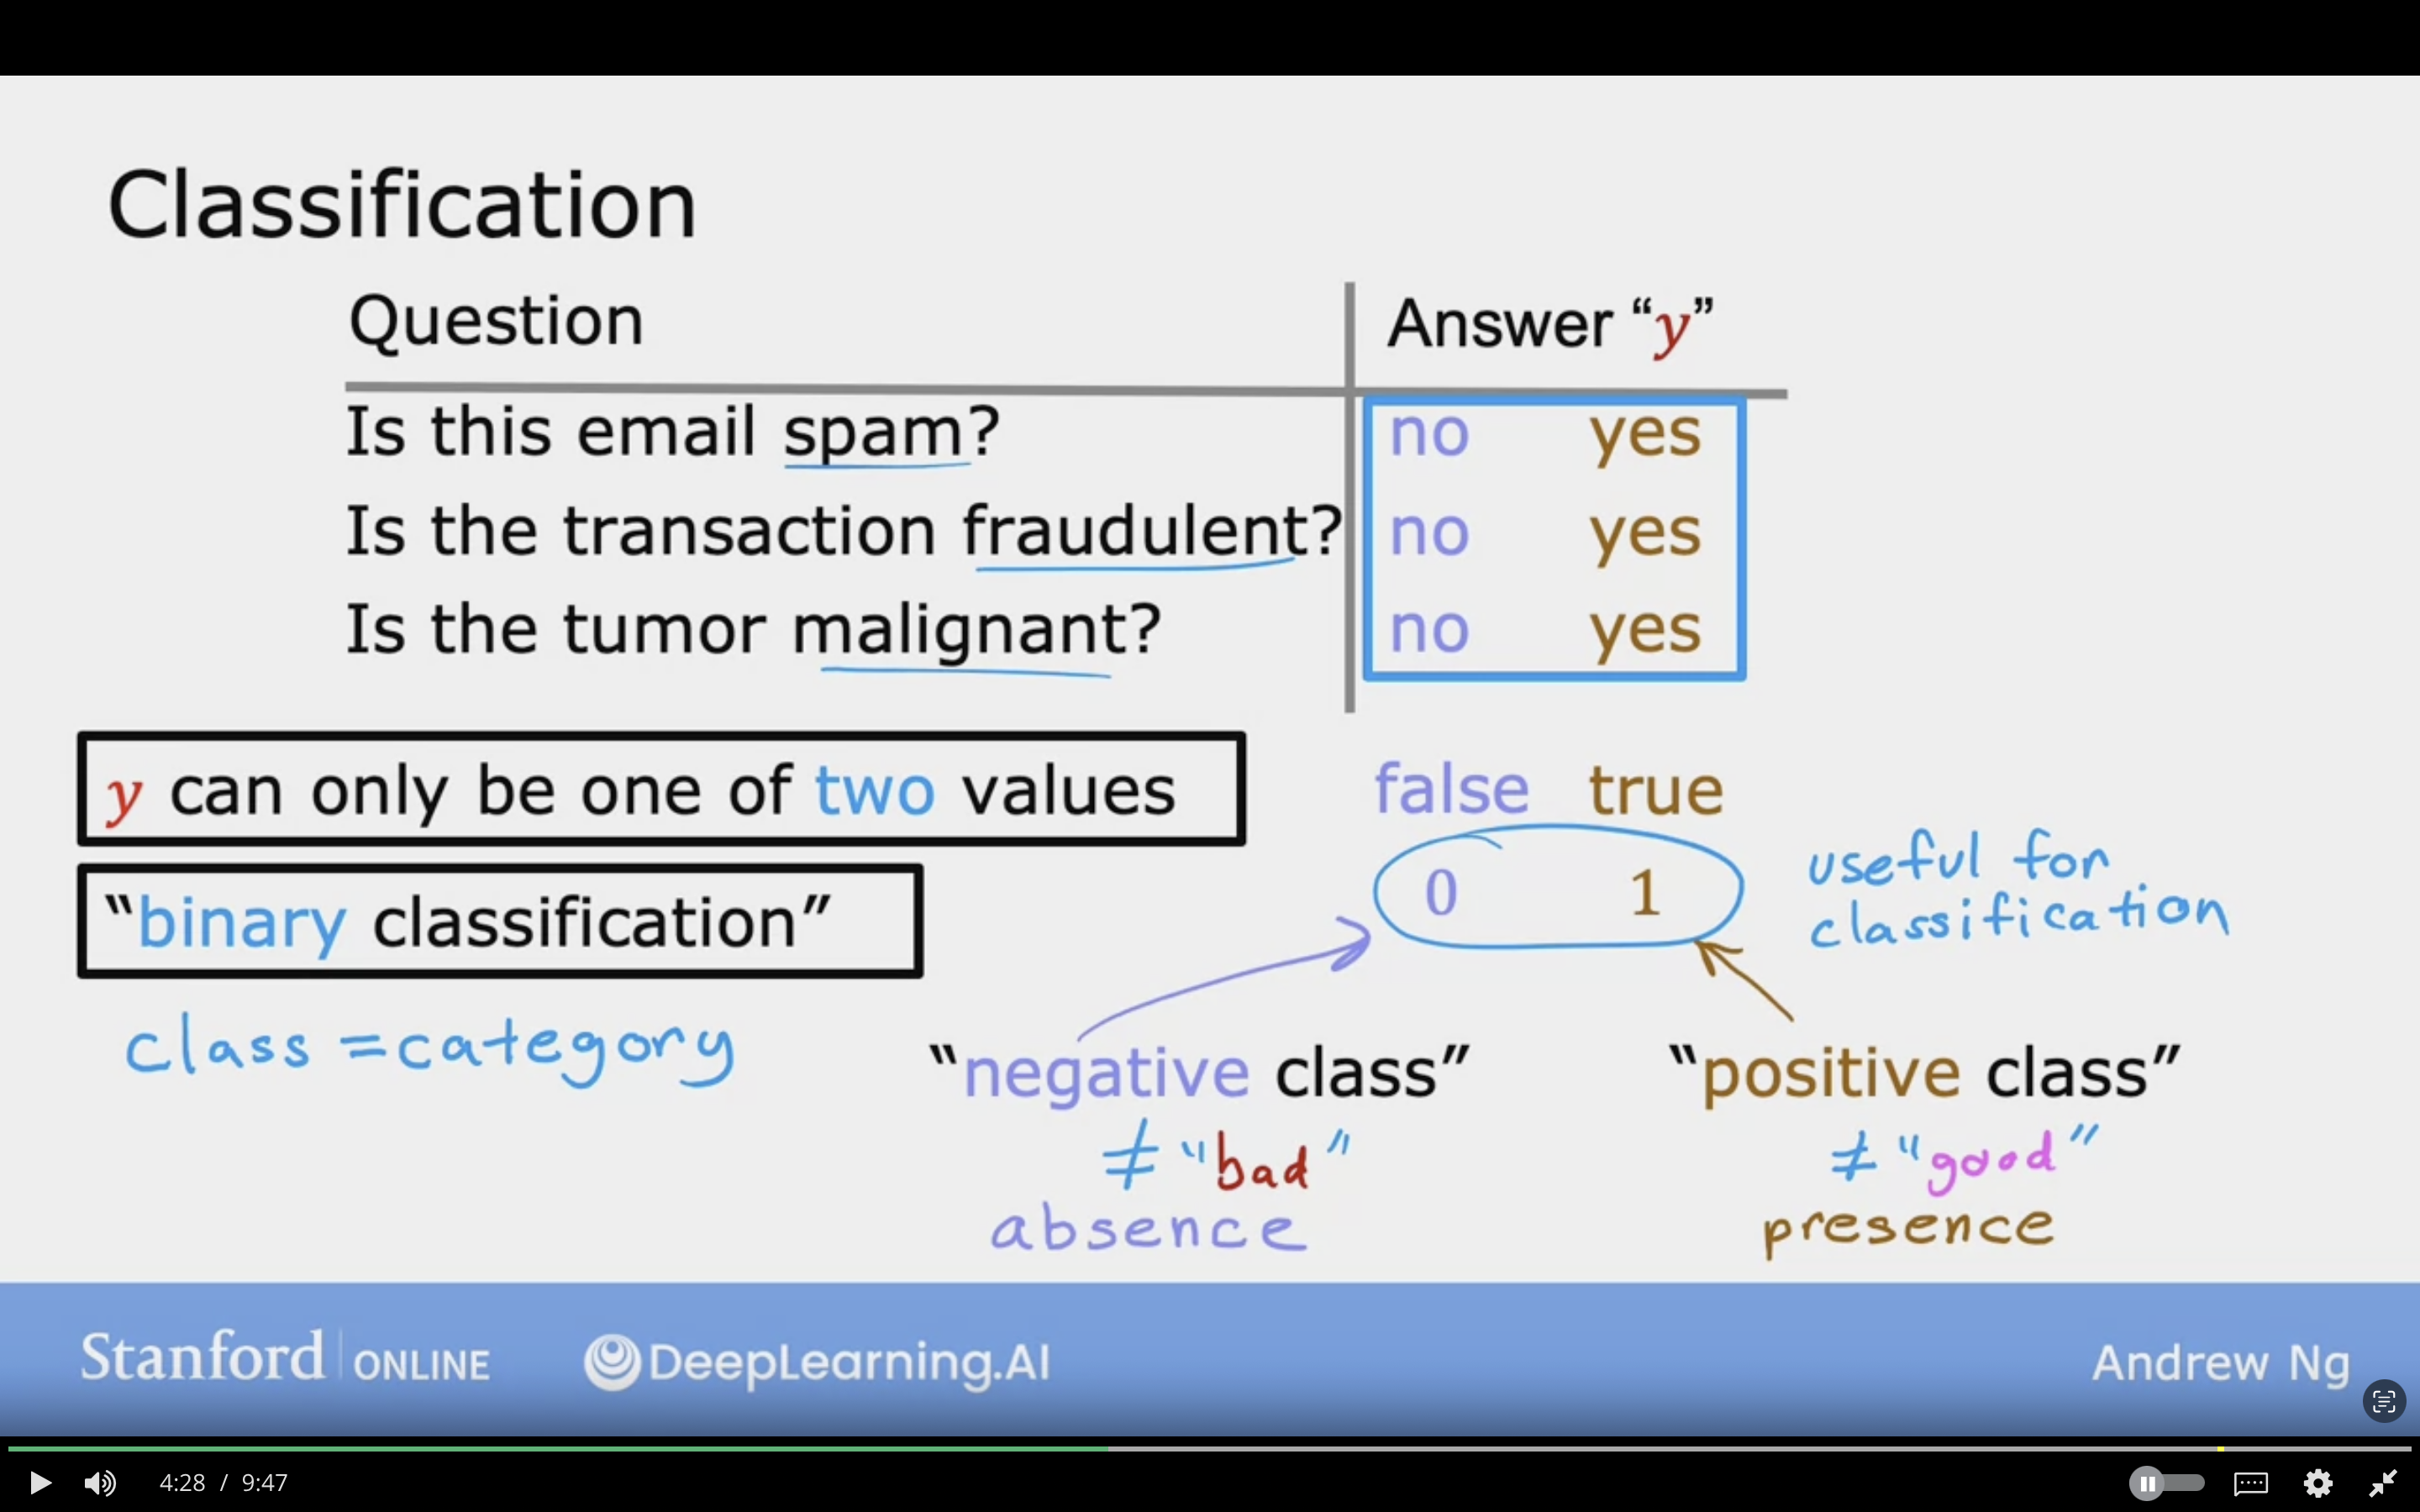 Classification
Question Answer “y”
Is this email spam? no yes
Is the transaction fraudulent? no yes
Is the tumor malignant? no yes
y can only be one of two values false true
0 1 useful for
classification
“binary classification”
class = category
“negative class” “positive class”
≠ “bad” ≠ “good”
absence presence
Stanford ONLINE DeepLearning.AI Andrew Ng
4:28 / 9:47